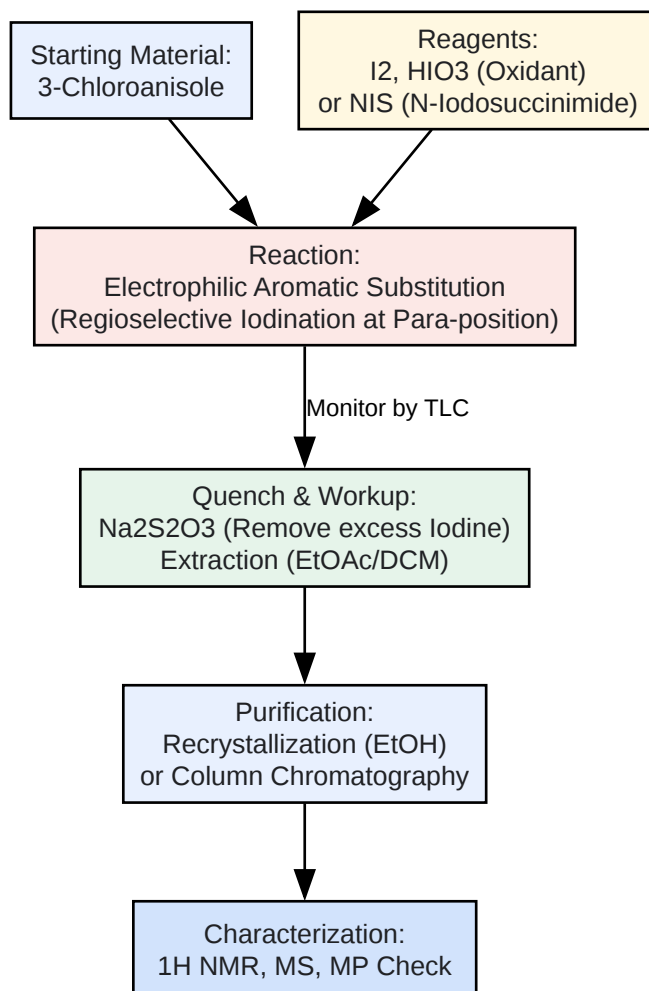 Starting Material:
3-Chloroanisole
Reagents:
I2, HIO3 (Oxidant)
or NIS (N-Iodosuccinimide)
Reaction:
Electrophilic Aromatic Substitution
(Regioselective Iodination at Para-position)
Monitor by TLC
Quench & Workup:
Na2S2O3 (Remove excess Iodine)
Extraction (EtOAc/DCM)
Purification:
Recrystallization (EtOH)
or Column Chromatography
Characterization:
1H NMR, MS, MP Check